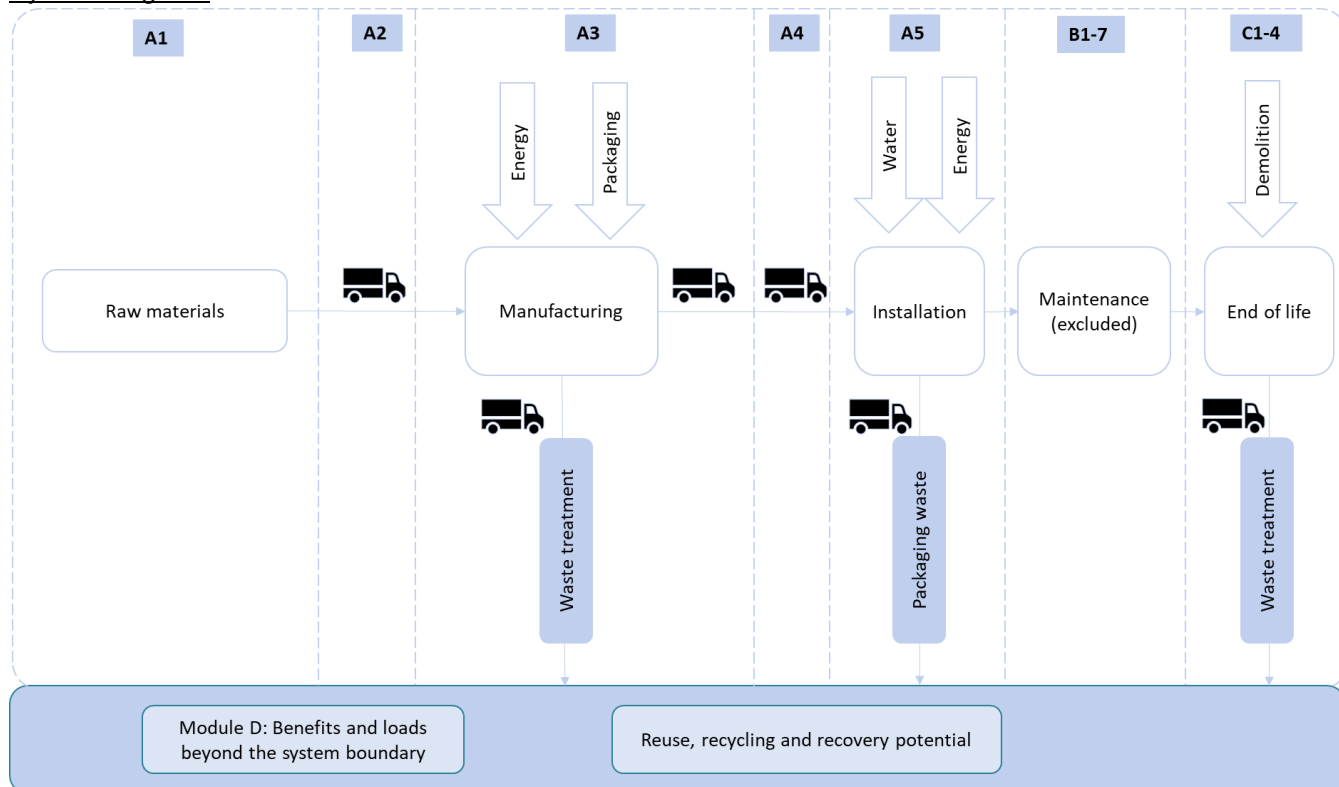 A1
A2
A3
A4
A5
B1-7
C1-4
Energy
Packaging
Water
Energy
Demolition
Raw materials
Manufacturing
Installation
Maintenance
(excluded)
End of life
Waste treatment
Packaging waste
Waste treatment
Module D: Benefits and loads
beyond the system boundary
Reuse, recycling and recovery potential